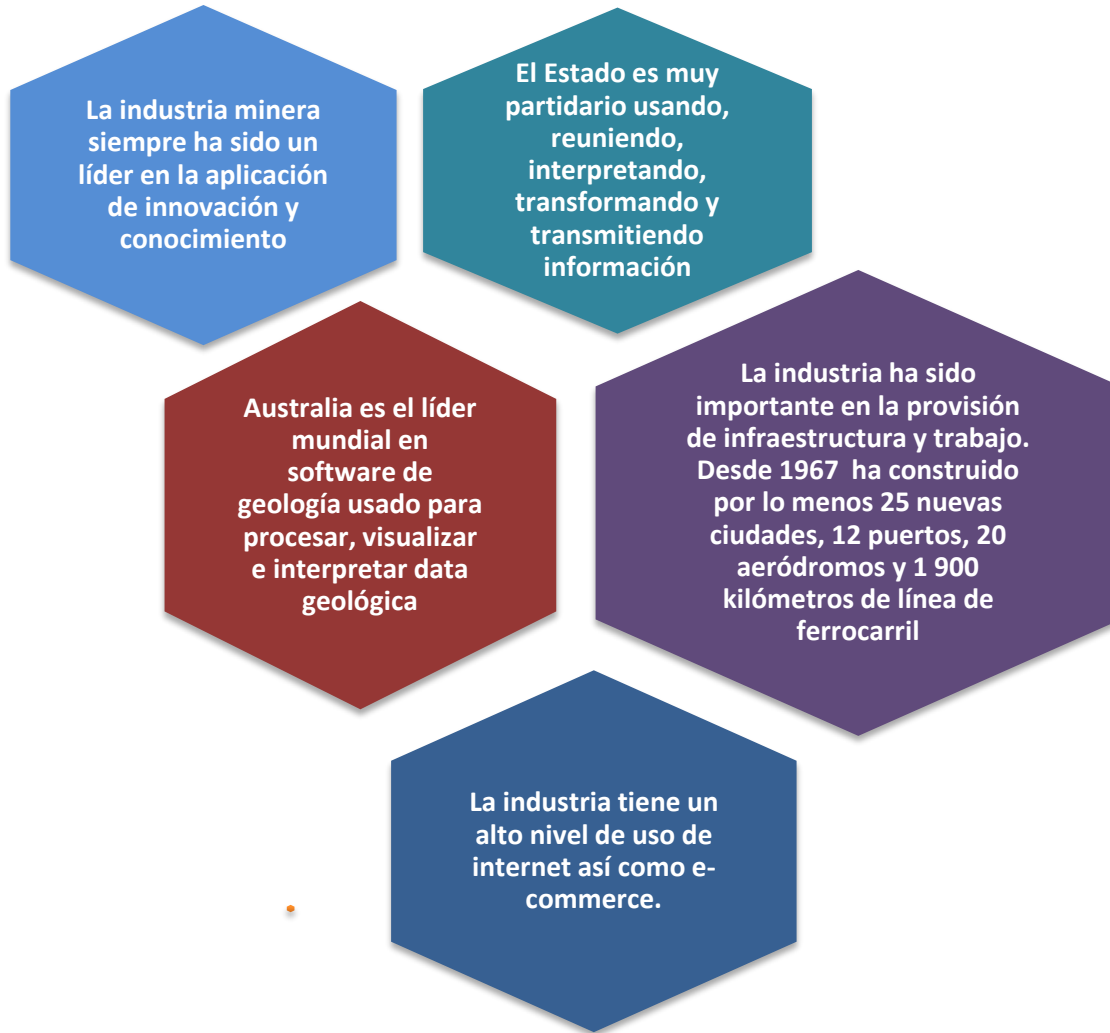 La industria minera
siempre ha sido un
líder en la aplicación
de innovación y
conocimiento
El Estado es muy
partidario usando,
reuniendo,
interpretando,
transformando y
transmitiendo
información
Australia es el líder
mundial en
software de
geología usado para
procesar, visualizar
e interpretar data
geológica
La industria ha sido
importante en la provisión
de infraestructura y trabajo.
Desde 1967 ha construido
por lo menos 25 nuevas
ciudades, 12 puertos, 20
aeródromos y 1 900
kilómetros de línea de
ferrocarril
La industria tiene un
alto nivel de uso de
internet así como e-
commerce.